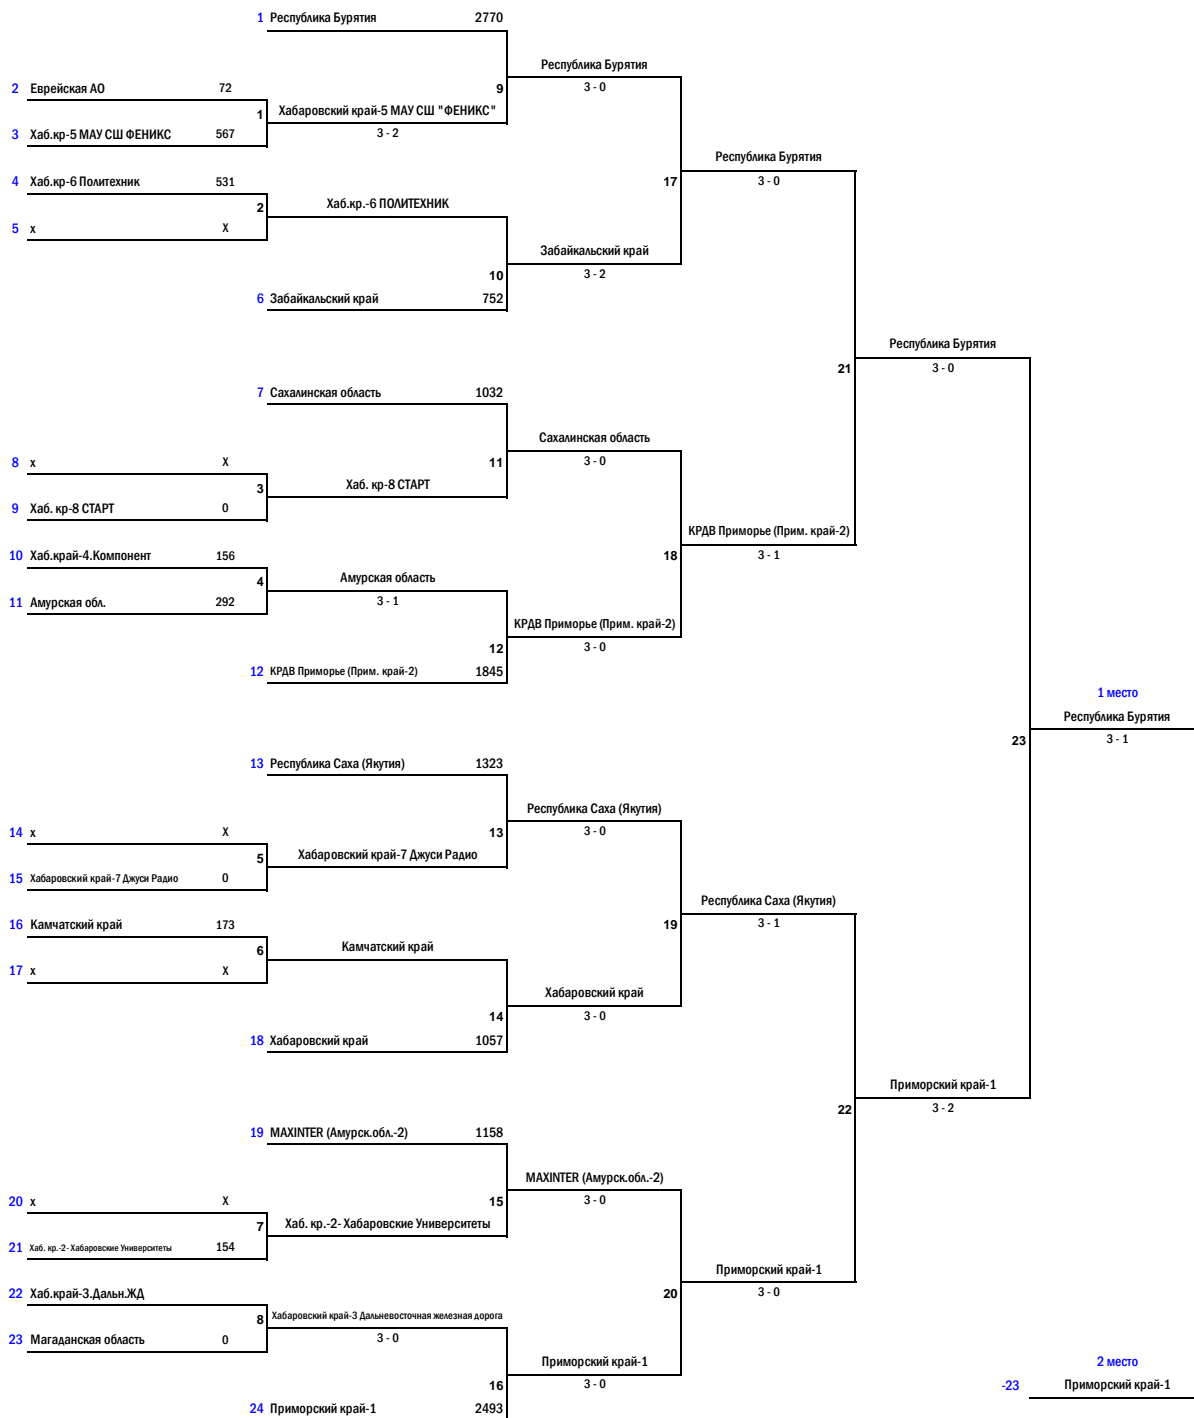 1 Республика Бурятия 2770
Республика Бурятия
2 Еврейская АО 72 9 3 - 0
1 Хабаровский край-5 МАУ СШ "ФЕНИКС"
3 Хаб.кр-5 МАУ СШ ФЕНИКС 567 3 - 2
Республика Бурятия
4 Хаб.кр-6 Политехник 531 17 3 - 0
2 Хаб.кр.-6 ПОЛИТЕХНИК
5 x X
Забайкальский край
10 3 - 2
6 Забайкальский край 752
Республика Бурятия
21 3 - 0
7 Сахалинская область 1032
Сахалинская область
8 x X 11 3 - 0
3 Хаб. кр-8 СТАРТ
9 Хаб. кр-8 СТАРТ 0
КРДВ Приморье (Прим. край-2)
10 Хаб.край-4.Компонент 156 18 3 - 1
4 Амурская область
11 Амурская обл. 292 3 - 1
КРДВ Приморье (Прим. край-2)
12 3 - 0
12 КРДВ Приморье (Прим. край-2) 1845
1 место
Республика Бурятия
23 3 - 1
13 Республика Саха (Якутия) 1323
Республика Саха (Якутия)
14 x X 13 3 - 0
5 Хабаровский край-7 Джуси Радио
15 Хабаровский край-7 Джуси Радио 0
Республика Саха (Якутия)
16 Камчатский край 173 19 3 - 1
6 Камчатский край
17 x X
Хабаровский край
14 3 - 0
18 Хабаровский край 1057
Приморский край-1
22 3 - 2
19 MAXINTER (Амурск.обл.-2) 1158
MAXINTER (Амурск.обл.-2)
20 x X 15 3 - 0
7 Хаб. кр.-2- Хабаровские Университеты
21 Хаб. кр.-2- Хабаровские Университеты 154
Приморский край-1
22 Хаб.край-3.Дальн.ЖД 20 3 - 0
8 Хабаровский край-3 Дальневосточная железная дорога
23 Магаданская область 0 3 - 0
Приморский край-1 2 место
16 3 - 0 -23 Приморский край-1
24 Приморский край-1 2493